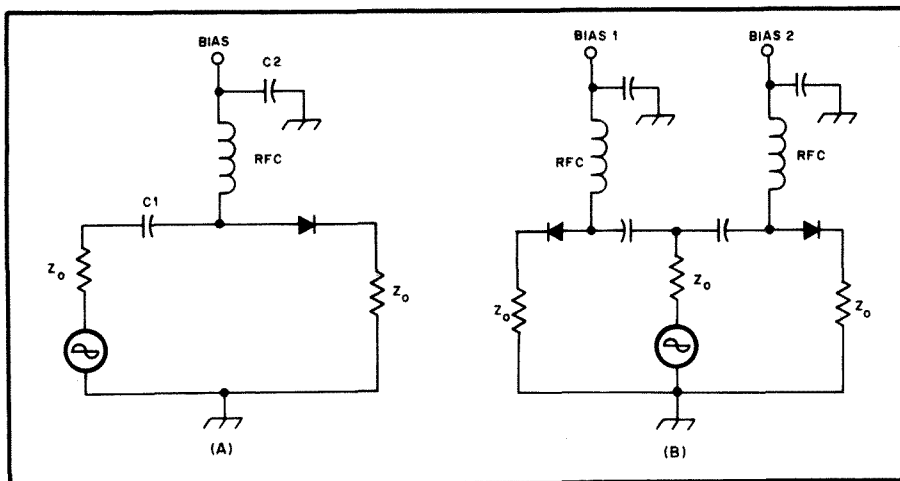 BIAS
C2
RFC
C1
Zo
Zo
(A)
BIAS 1
BIAS 2
RFC
RFC
Zo
Zo
Zo
(B)